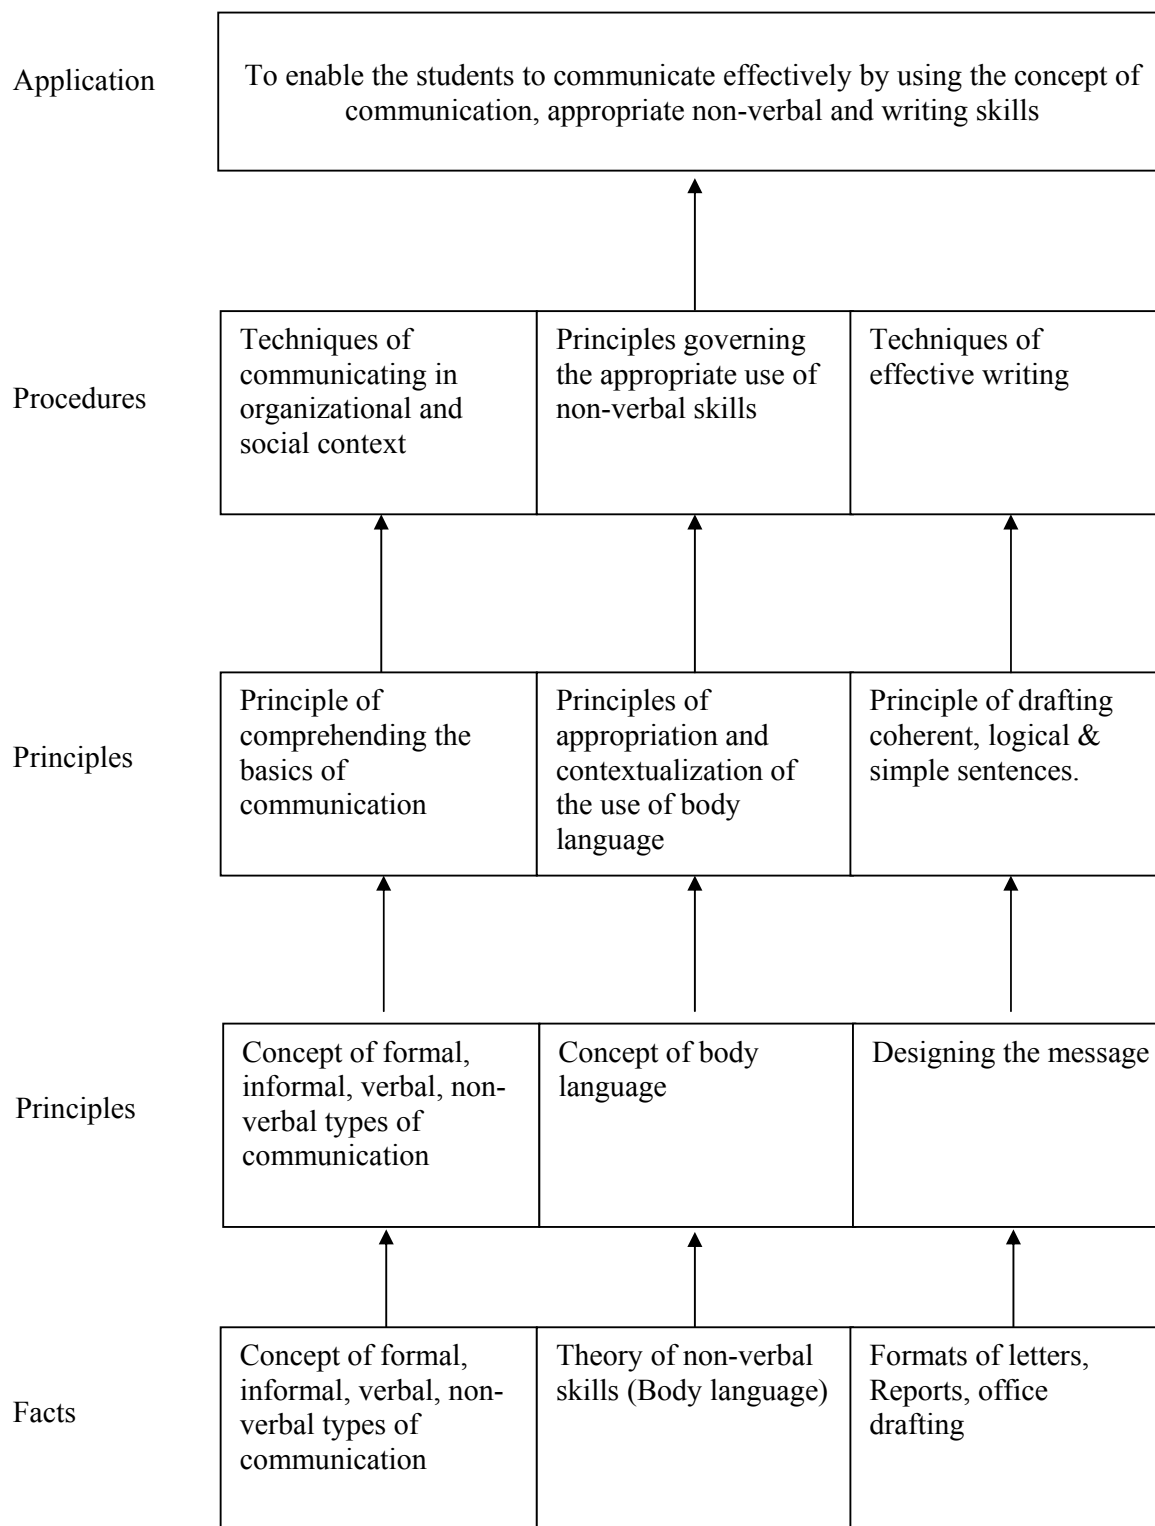 Application
To enable the students to communicate effectively by using the concept of
communication, appropriate non-verbal and writing skills
Procedures
Techniques of
communicating in
organizational and
social context
Principles governing
the appropriate use of
non-verbal skills
Techniques of
effective writing
Principles
Principle of
comprehending the
basics of
communication
Principles of
appropriation and
contextualization of
the use of body
language
Principle of drafting
coherent, logical &
simple sentences.
Principles
Concept of formal,
informal, verbal, non-
verbal types of
communication
Concept of body
language
Designing the message
Facts
Concept of formal,
informal, verbal, non-
verbal types of
communication
Theory of non-verbal
skills (Body language)
Formats of letters,
Reports, office
drafting